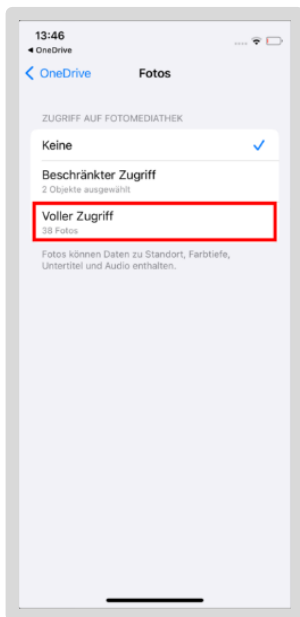 13:46
◀ OneDrive
OneDrive Fotos
ZUGRIFF AUF FOTOMEDIATHEK
Keine
Beschränkter Zugriff
2 Objekte ausgewählt
Voller Zugriff
38 Fotos
Fotos können Daten zu Standort, Farbtiefe,
Untertitel und Audio enthalten.